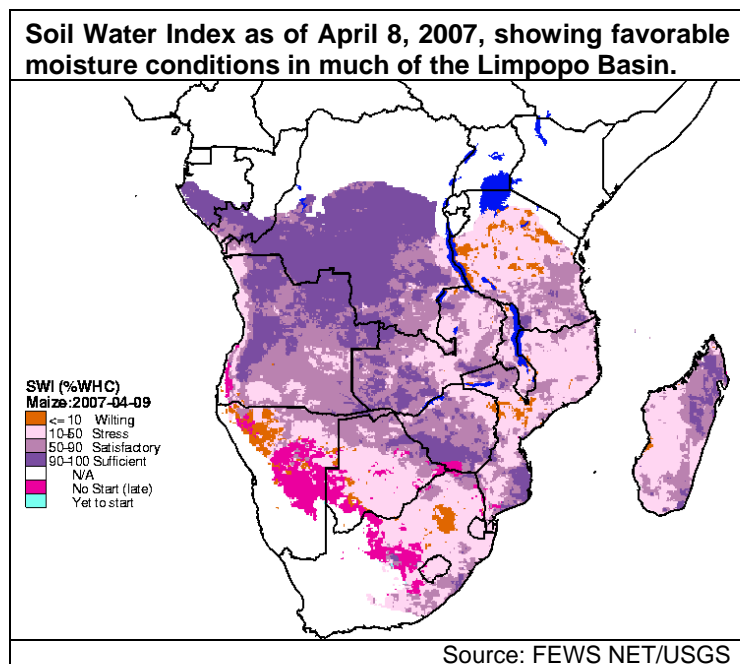 Soil Water Index as of April 8, 2007, showing favorable
moisture conditions in much of the Limpopo Basin.
SWI (%WHC)
Maize:2007-04-09
<= 10 Wilting
10-50 Stress
50-90 Satisfactory
90-100 Sufficient
N/A
No Start (late)
Yet to start
Source: FEWS NET/USGS